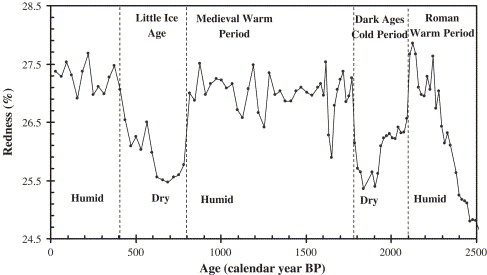 28.5
27.5
26.5
25.5
24.5
Redness (%)
Little Ice
Age
Medieval Warm
Period
Dark Ages
Cold Period
Roman
Warm Period
Humid
Dry
Humid
Dry
Humid
0
500
1000
1500
2000
2500
Age (calendar year BP)